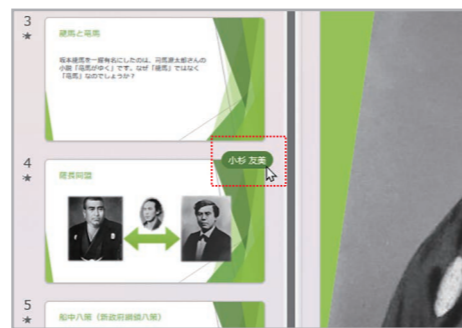 3
龍馬と竜馬
坂本龍馬を一躍有名にしたのは、司馬遼太郎さんの
小説「竜馬がゆく」です。なぜ「龍馬」ではなく
「竜馬」なのでしょうか？
小杉 友美
4
薩長同盟
5
船中八策（新政府綱領八策）